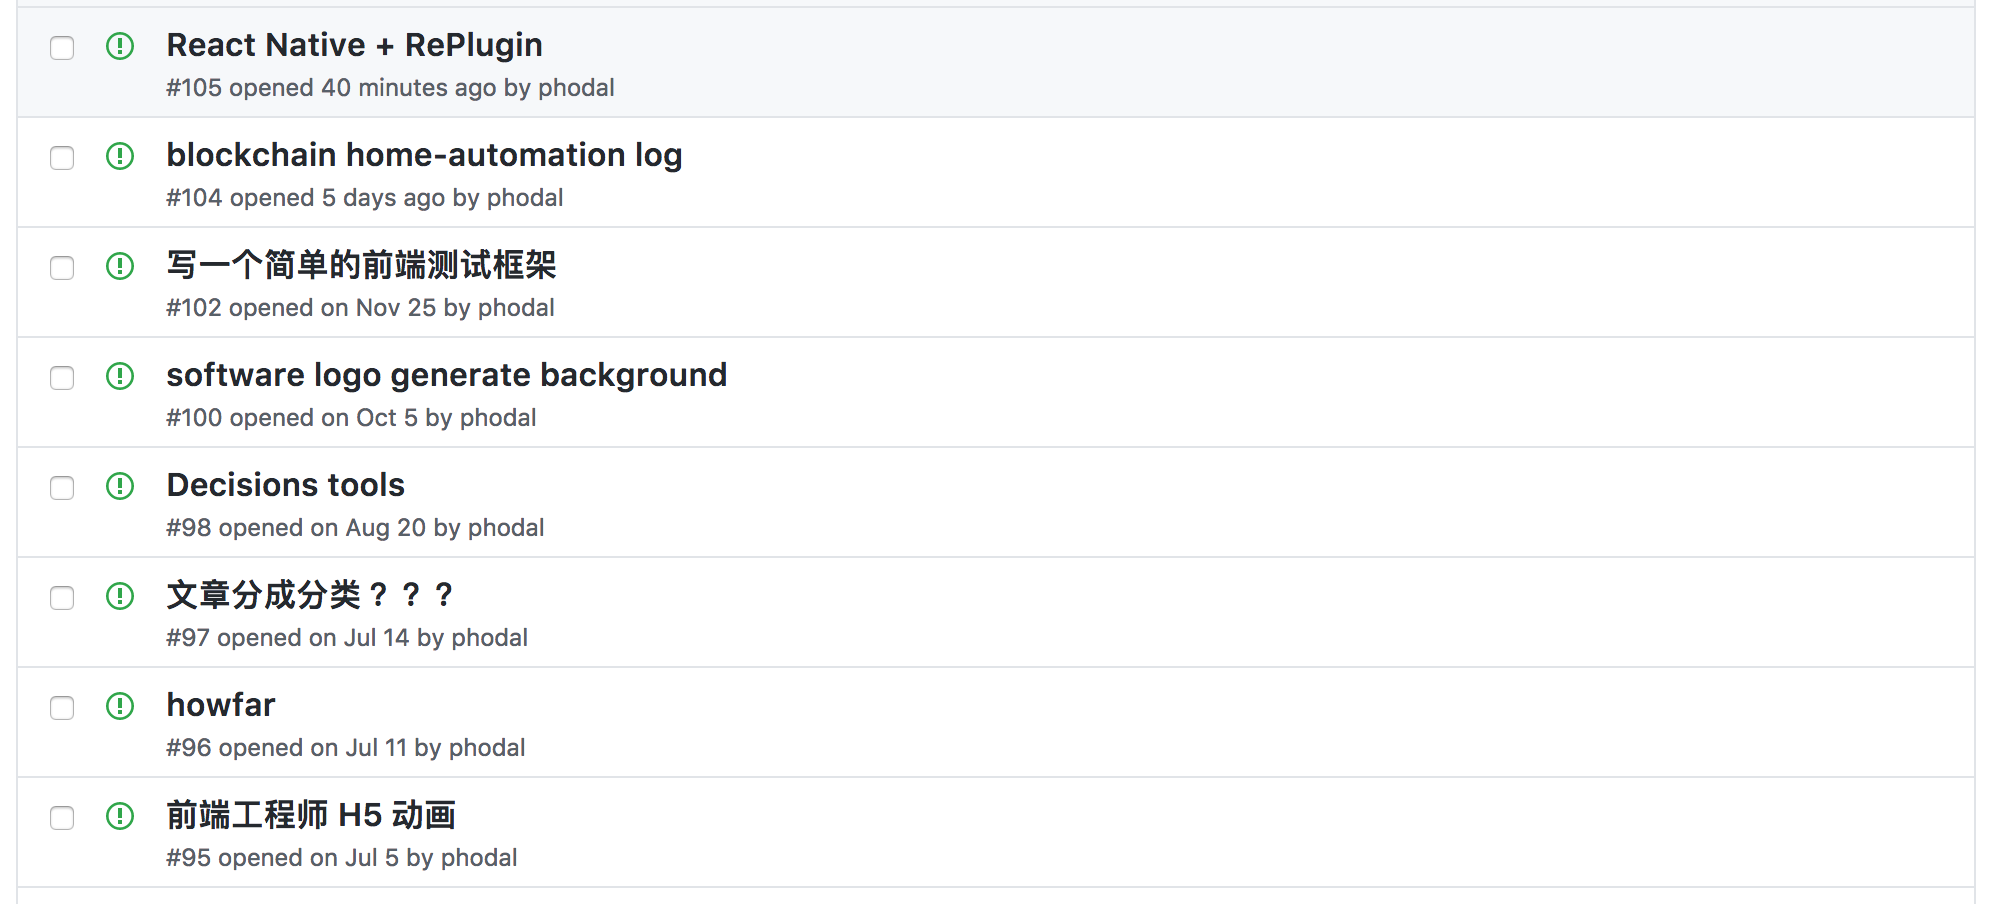 React Native + RePlugin
#105 opened 40 minutes ago by phodal
blockchain home-automation log
#104 opened 5 days ago by phodal
写一个简单的前端测试框架
#102 opened on Nov 25 by phodal
software logo generate background
#100 opened on Oct 5 by phodal
Decisions tools
#98 opened on Aug 20 by phodal
文章分成分类？？？
#97 opened on Jul 14 by phodal
howfar
#96 opened on Jul 11 by phodal
前端工程师 H5 动画
#95 opened on Jul 5 by phodal